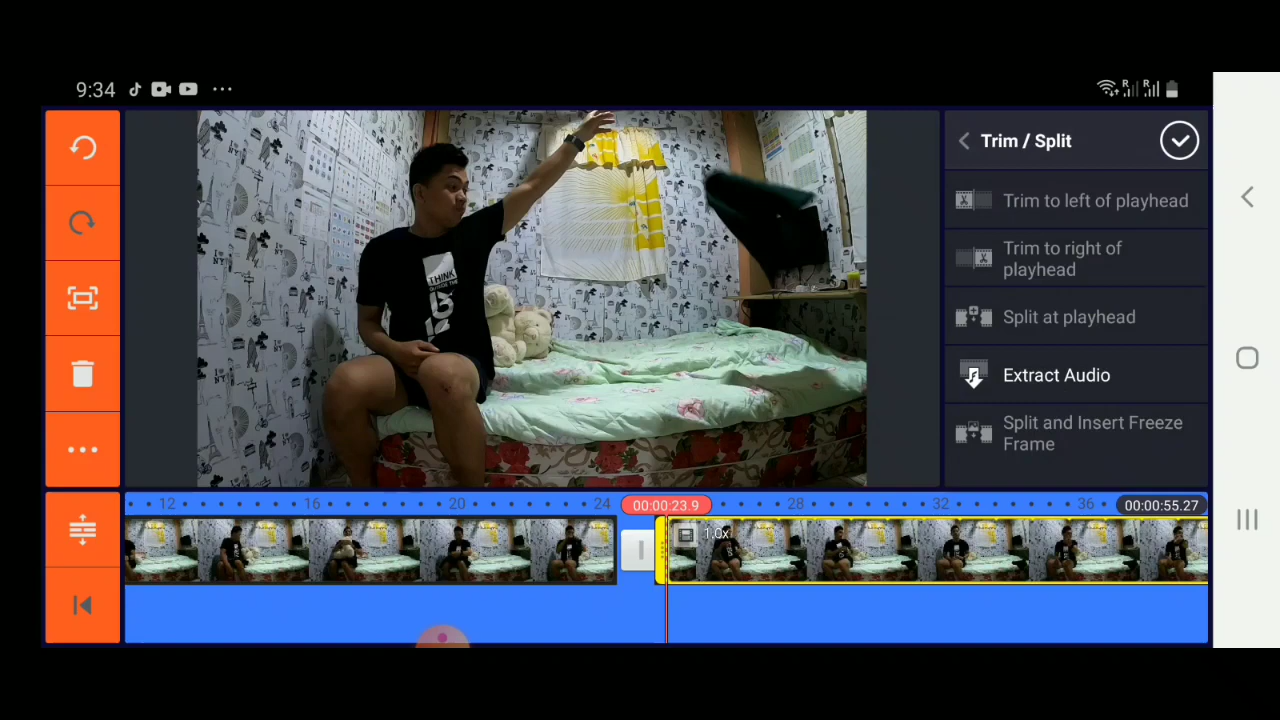 9:34
R R
Trim / Split
Trim to left of playhead
Trim to right of
playhead
Split at playhead
Extract Audio
Split and Insert Freeze
Frame
THINK
OUTSIDE THE
12 16 20 24 00:00:23.9 28 32 36 00:00:55.27
1.0x